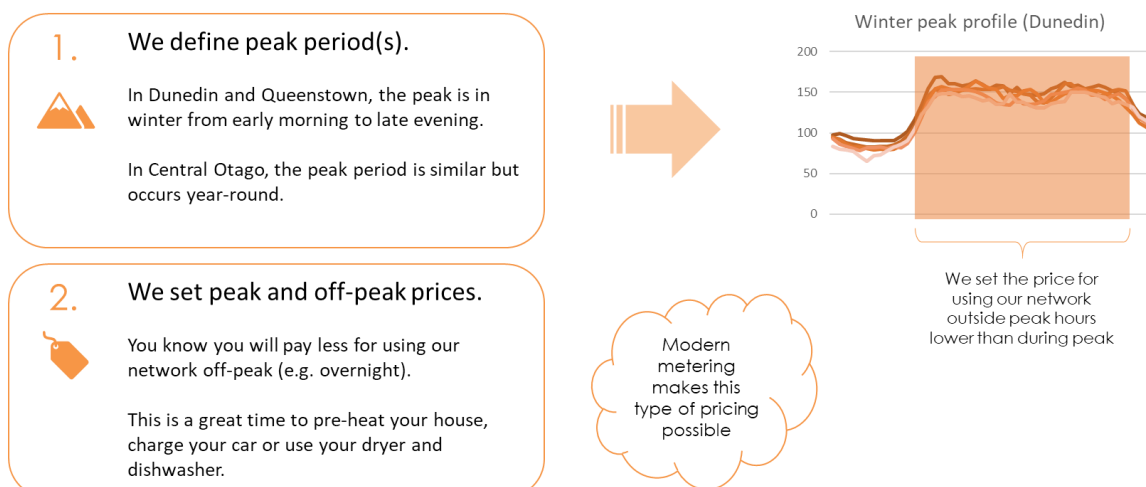 1.
We define peak period(s).
In Dunedin and Queenstown, the peak is in
winter from early morning to late evening.
In Central Otago, the peak period is similar but
occurs year-round.
Winter peak profile (Dunedin)
200
150
100
50
0
We set the price for
using our network
outside peak hours
lower than during peak
2.
We set peak and off-peak prices.
You know you will pay less for using our
network off-peak (e.g. overnight).
This is a great time to pre-heat your house,
charge your car or use your dryer and
dishwasher.
Modern
metering
makes this
type of pricing
possible